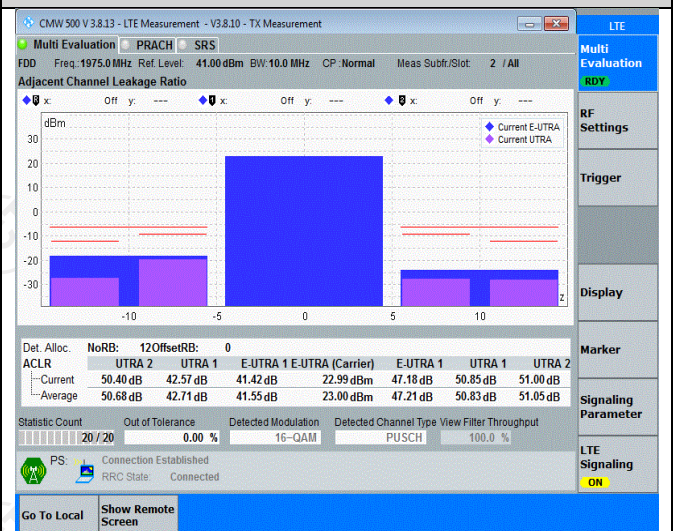 CMW 500 V 3.8.13 - LTE Measurement - V3.8.10 - TX Measurement
LTE
Multi Evaluation PRACH SRS
FDD Freq.:1975.0 MHz Ref. Level: 41.00 dBm BW:10.0 MHz CP :Normal Meas Subfr./Slot: 2 / All
Adjacent Channel Leakage Ratio
x: Off y: --- 1 x: Off y: --- 2 x: Off y: ---
dBm
Current E-UTRA
Current UTRA
30
20
10
0
-10
-20
-30
-10 -5 0 5 10
z
Det. Alloc. NoRB: 12OffsetRB: 0
ACLR UTRA 2 UTRA 1 E-UTRA 1 E-UTRA (Carrier) E-UTRA 1 UTRA 1 UTRA 2
Current 50.40 dB 42.57 dB 41.42 dB 22.99 dBm 47.18 dB 50.85 dB 51.00 dB
Average 50.68 dB 42.71 dB 41.55 dB 23.00 dBm 47.21 dB 50.83 dB 51.05 dB
Statistic Count Out of Tolerance Detected Modulation Detected Channel Type View Filter Throughput
20 / 20 0.00 % 16-QAM PUSCH 100.0 %
PS: Connection Established
RRC State: Connected
Go To Local
Show Remote
Screen
Multi
Evaluation
RDY
RF
Settings
Trigger
Display
Marker
Signaling
Parameter
LTE
Signaling
ON